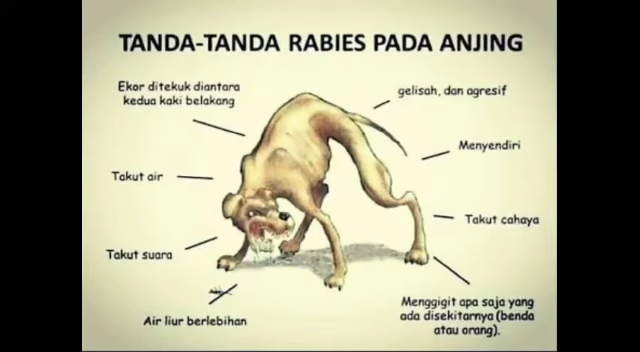 TANDA-TANDA RABIES PADA ANJING
Ekor ditekuk diantara
kedua kaki belakang
gelisah, dan agresif
Menyendiri
Takut air
Takut cahaya
Takut suara
Air liur berlebihan
Menggigit apa saja yang
ada disekitarnya (benda
atau orang).